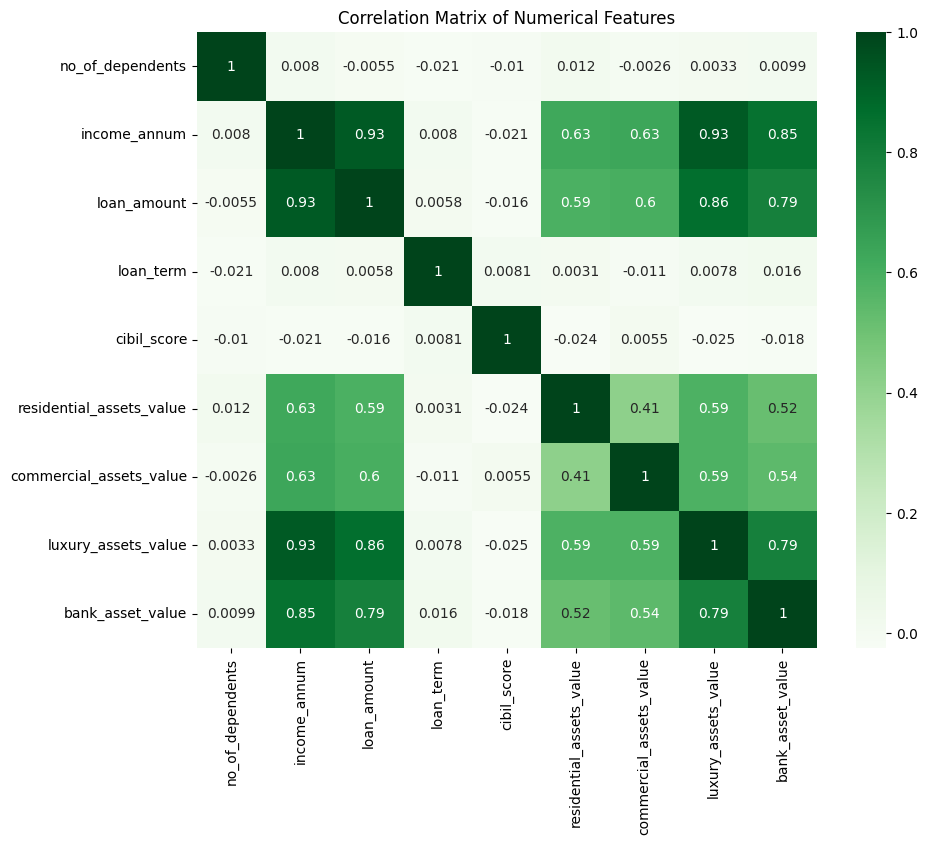 Correlation Matrix of Numerical Features
no_of_dependents 1 0.008 -0.0055 -0.021 -0.01 0.012 -0.0026 0.0033 0.0099
income_annum 0.008 1 0.93 0.008 -0.021 0.63 0.63 0.93 0.85
loan_amount -0.0055 0.93 1 0.0058 -0.016 0.59 0.6 0.86 0.79
loan_term -0.021 0.008 0.0058 1 0.0081 0.0031 -0.011 0.0078 0.016
cibil_score -0.01 -0.021 -0.016 0.0081 1 -0.024 0.0055 -0.025 -0.018
residential_assets_value 0.012 0.63 0.59 0.0031 -0.024 1 0.41 0.59 0.52
commercial_assets_value -0.0026 0.63 0.6 -0.011 0.0055 0.41 1 0.59 0.54
luxury_assets_value 0.0033 0.93 0.86 0.0078 -0.025 0.59 0.59 1 0.79
bank_asset_value 0.0099 0.85 0.79 0.016 -0.018 0.52 0.54 0.79 1
no_of_dependents
income_annum
loan_amount
loan_term
cibil_score
residential_assets_value
commercial_assets_value
luxury_assets_value
bank_asset_value
1.0
0.8
0.6
0.4
0.2
0.0